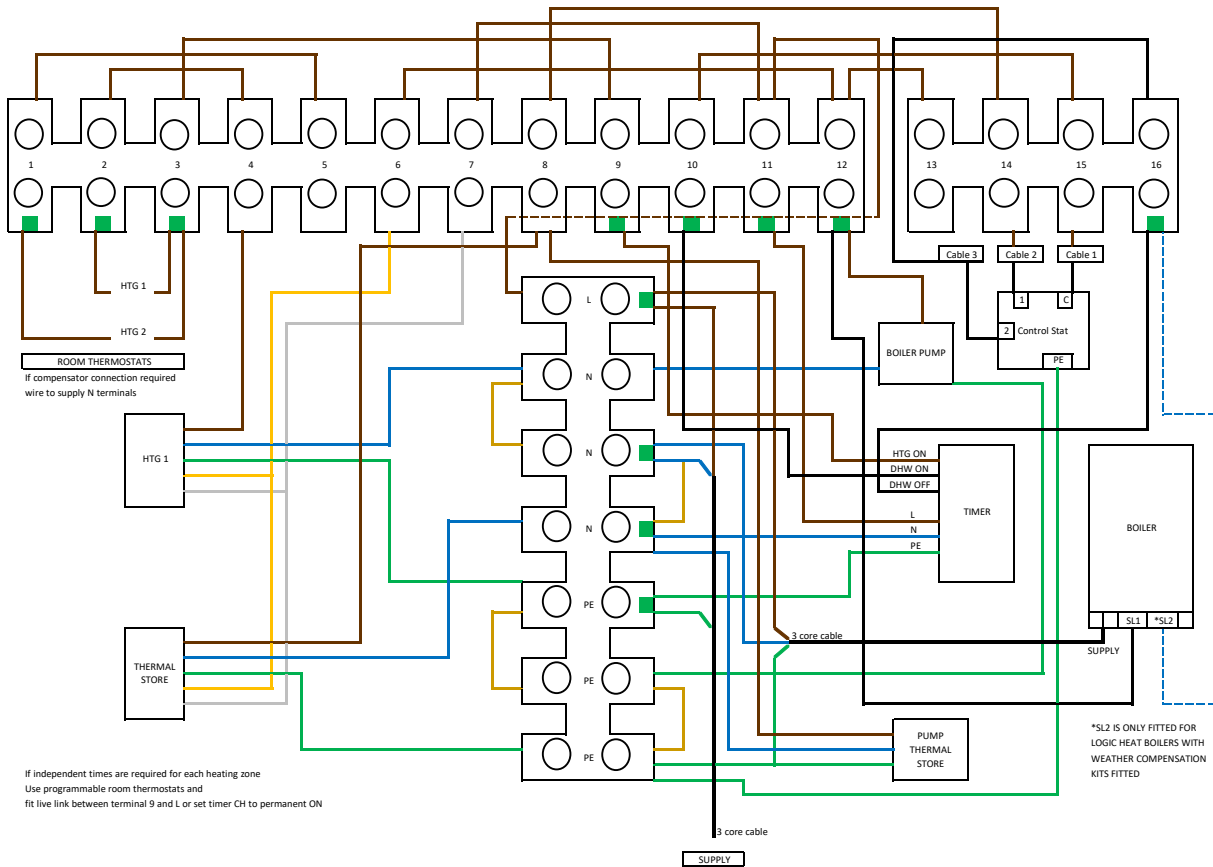 1
2
3
4
5
6
7
8
9
10
11
12
13
14
15
16
Cable 3
Cable 2
Cable 1
HTG 1
HTG 2
ROOM THERMOSTATS
If compensator connection required
wire to supply N terminals
L
N
N
N
PE
PE
PE
1
C
2
Control Stat
PE
BOILER PUMP
HTG 1
HTG ON
DHW ON
DHW OFF
L
N
PE
TIMER
BOILER
SL1
*SL2
3 core cable
SUPPLY
THERMAL
STORE
PUMP
THERMAL
STORE
*SL2 IS ONLY FITTED FOR
LOGIC HEAT BOILERS WITH
WEATHER COMPENSATION
KITS FITTED
If independent times are required for each heating zone
Use programmable room thermostats and
fit live link between terminal 9 and L or set timer CH to permanent ON
3 core cable
SUPPLY